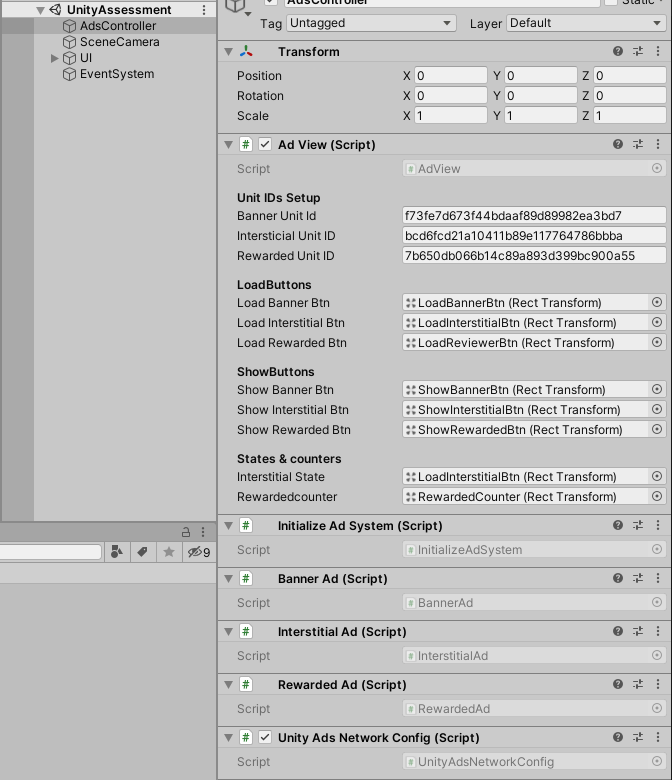 UnityAssessment
AdsController
SceneCamera
UI
EventSystem
9
AdsController
Static
Tag Untagged Layer Default
Transform
Position X 0 Y 0 Z 0
Rotation X 0 Y 0 Z 0
Scale X 1 Y 1 Z 1
# Ad View (Script)
Script # AdView
Unit IDs Setup
Banner Unit Id f73fe7d673f44bdaaf89d89982ea3bd7
Intersticial Unit ID bcd6fcd21a10411b89e117764786bbba
Rewarded Unit ID 7b650db066b14c89a893d399bc900a55
LoadButtons
Load Banner Btn LoadBannerBtn (Rect Transform)
Load Interstitial Btn LoadInterstitialBtn (Rect Transform)
Load Rewarded Btn LoadReviewerBtn (Rect Transform)
ShowButtons
Show Banner Btn ShowBannerBtn (Rect Transform)
Show Interstitial Btn ShowInterstitialBtn (Rect Transform)
Show Rewarded Btn ShowRewardedBtn (Rect Transform)
States & counters
Interstitial State LoadInterstitialBtn (Rect Transform)
Rewardedcounter RewardedCounter (Rect Transform)
# Initialize Ad System (Script)
Script # InitializeAdSystem
# Banner Ad (Script)
Script # BannerAd
# Interstitial Ad (Script)
Script # InterstitialAd
# Rewarded Ad (Script)
Script # RewardedAd
# Unity Ads Network Config (Script)
Script # UnityAdsNetworkConfig